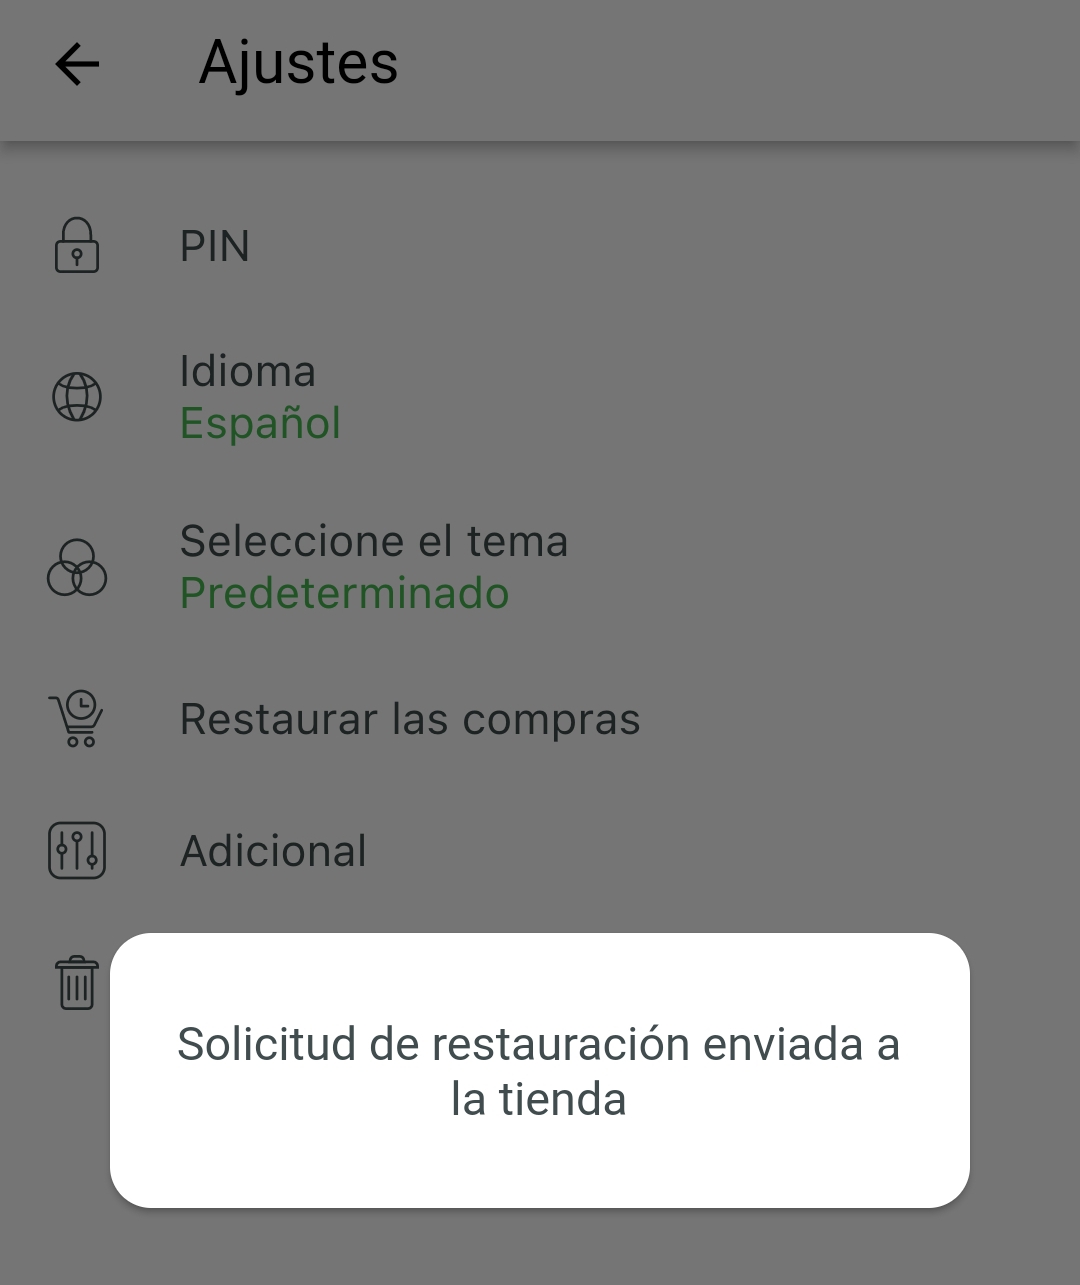 Ajustes
PIN
Idioma
Español
Seleccione el tema
Predeterminado
Restaurar las compras
Adicional
Solicitud de restauración enviada a
la tienda